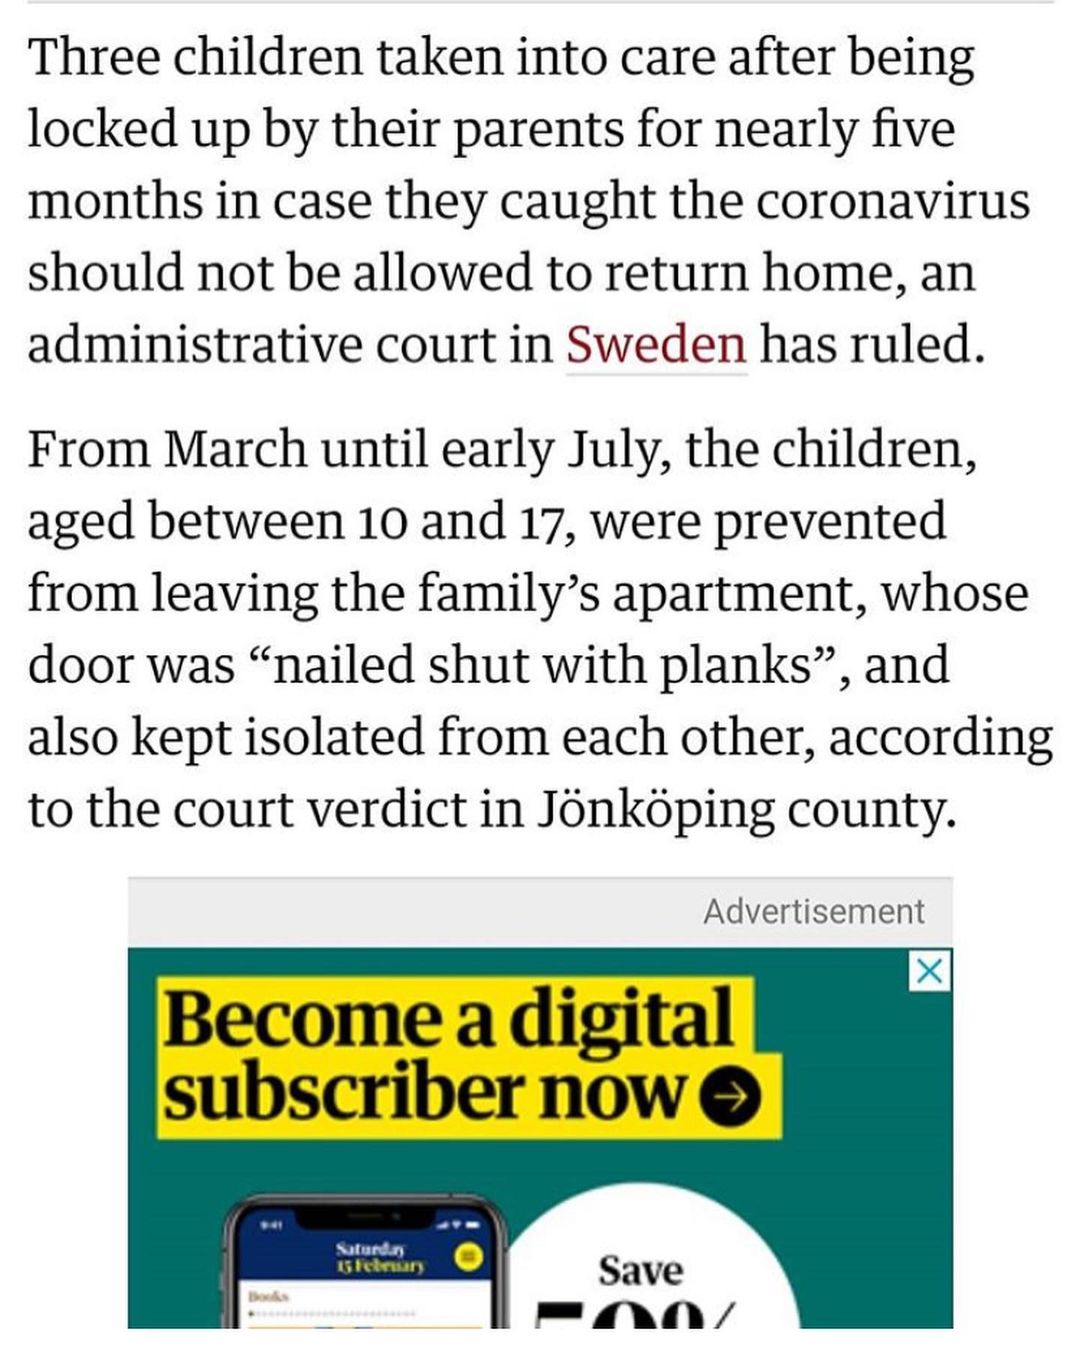 Three children taken into care after being
locked up by their parents for nearly five
months in case they caught the coronavirus
should not be allowed to return home, an
administrative court in Sweden has ruled.
From March until early July, the children,
aged between 10 and 17, were prevented
from leaving the family’s apartment, whose
door was “nailed shut with planks”, and
also kept isolated from each other, according
to the court verdict in Jönköping county.
Advertisement
Become a digital
subscriber now
9:41
Saturday
15 February
Books
Save